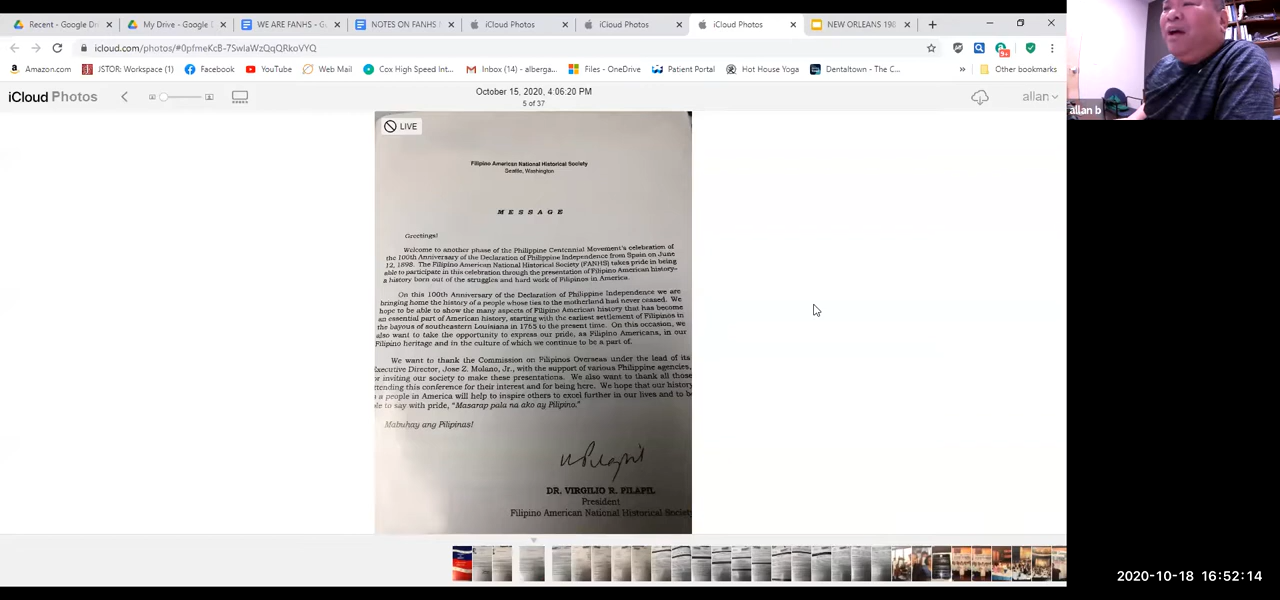 Recent - Google D
My Drive - Google D
WE ARE FANHS - G
NOTES ON FANHS
iCloud Photos
iCloud Photos
iCloud Photos
NEW ORLEANS 198
icloud.com/photos/#0pfmeKcB-7SwIaWzQqQRkoVYQ
Amazon.com
JSTOR: Workspace (1)
Facebook
YouTube
Web Mail
Cox High Speed Int...
Inbox (14) - alberga...
Files - OneDrive
Patient Portal
Hot House Yoga
Dentaltown - The C...
Other bookmarks
iCloud Photos
October 15, 2020, 4:06:20 PM
5 of 37
allan
allan b
LIVE
Filipino American National Historical Society
Seattle, Washington
MESSAGE
Greetings!
Welcome to another phase of the Philippine Centennial Movement's celebration of
the 100th Anniversary of the Declaration of Philippine Independence from Spain on June
12, 1898. The Filipino American National Historical Society (FANHS) takes pride in being
able to participate in this celebration through the presentation of Filipino American history-
a history born out of the struggles and hard work of Pilipinos in America.
On this 100th Anniversary of the Declaration of Philippine Independence we are
bringing home the history of a people whose ties to the motherland had never ceased. We
hope to be able to show the many aspects of Filipino American history that has become
an essential part of American history, starting with the earliest settlement of Filipinos in
the bayous of southeastern Louisiana in 1765 to the present time. On this occasion, we
also want to take the opportunity to express our pride, as Filipino Americans, in our
Filipino heritage and in the culture of which we continue to be a part of.
We want to thank the Commission on Filipinos Overseas under the lead of its
Executive Director, Jose Z. Molano, Jr., with the support of various Philippine agencies,
or inviting our society to make these presentations. We also want to thank all those
ttending this conference for their interest and for being here. We hope that our history
s a people in America will help to inspire others to excel further in our lives and to be
le to say with pride, "Masarap pala na ako ay Pilipino."
Mabuhay ang Pilipinas!
DR. VIRGILIO R. PILAPIL
President
Filipino American National Historical Society
2020-10-18 16:52:14